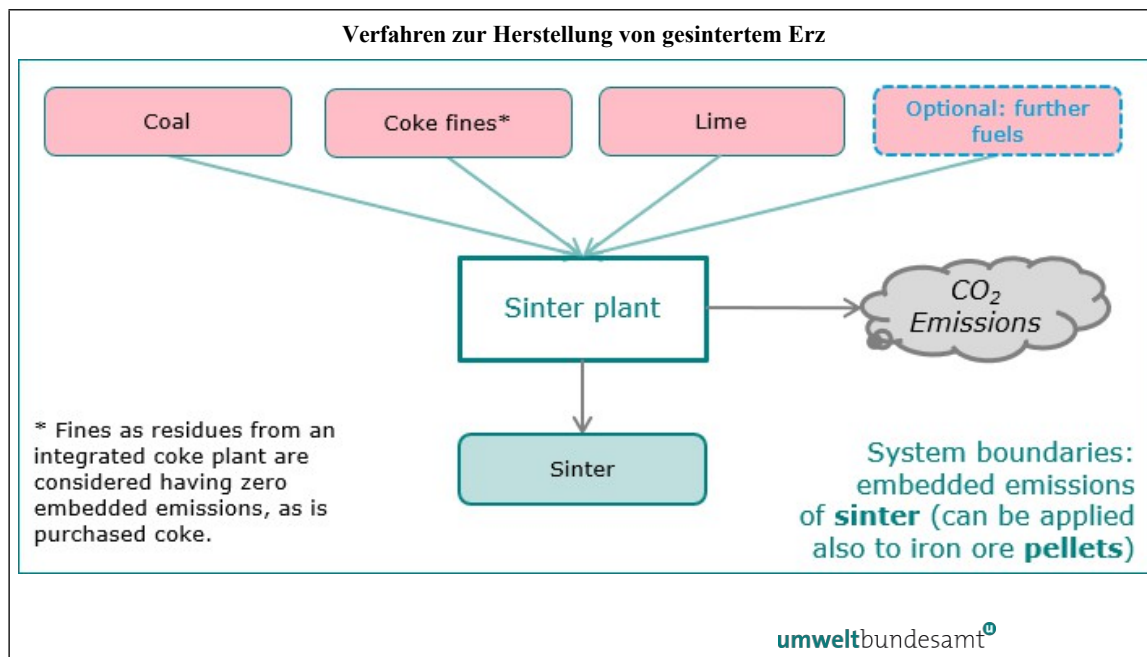 Verfahren zur Herstellung von gesintertem Erz
Coal
Coke fines*
Lime
Optional: further
fuels
Sinter plant
CO2
Emissions
Sinter
* Fines as residues from an
integrated coke plant are
considered having zero
embedded emissions, as is
purchased coke.
System boundaries:
embedded emissions
of sinter (can be applied
also to iron ore pellets)
umweltbundesamt u